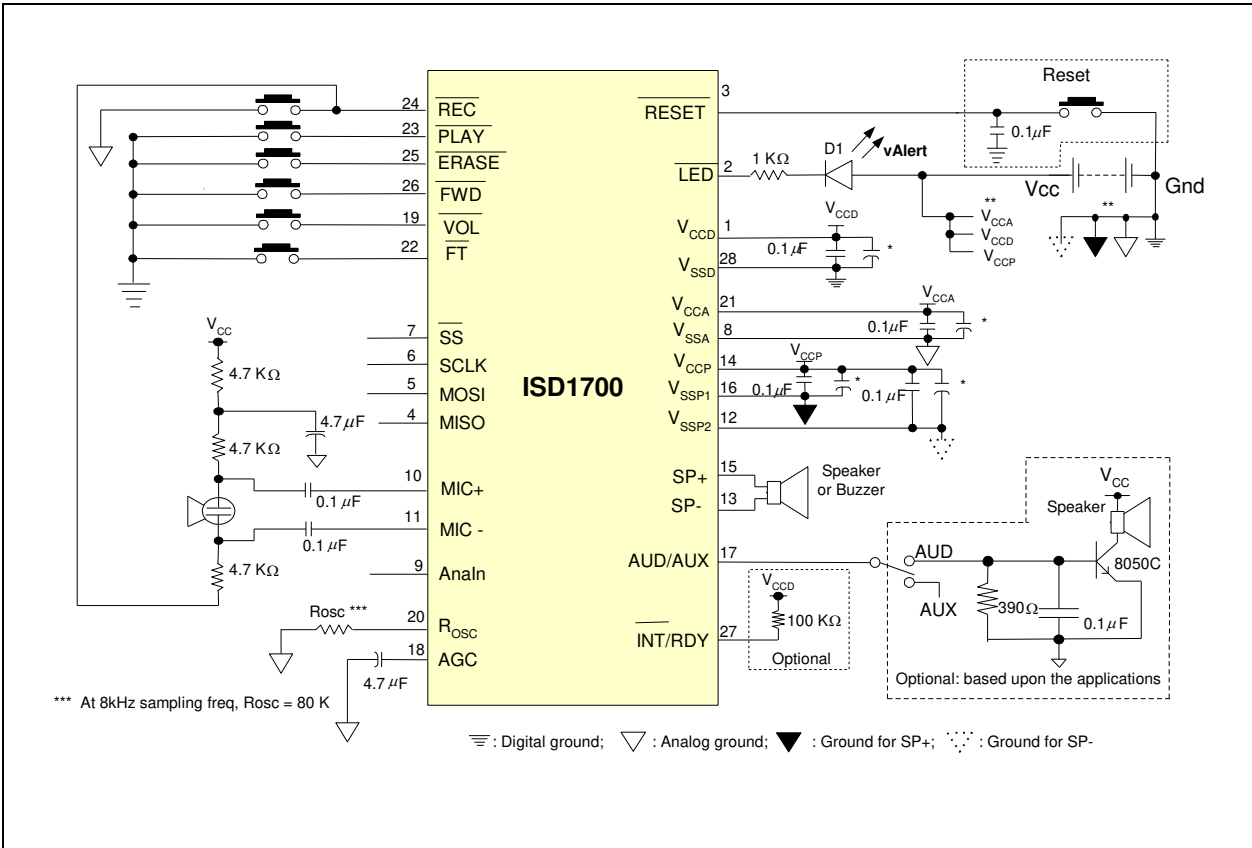 Reset
3
RESET
0.1µF
24
REC
23
PLAY
25
ERASE
26
FWD
19
VOL
22
FT
D1
vAlert
1 KΩ
2
LED
Vcc
Gnd
**
VCCA
VCCD
VCCP
**
VCCD
VCCD
1
0.1µF
*
VSSD
28
VCCA
VCCA
21
0.1µF
*
VSSA
8
VCCP
14
VCCP
0.1µF
*
0.1µF
*
VSSP1
16
VSSP2
12
VCC
4.7 KΩ
4.7µF
4.7 KΩ
7
SS
6
SCLK
5
MOSI
4
MISO
ISD1700
10
MIC+
0.1µF
11
MIC -
0.1µF
4.7 KΩ
9
AnaIn
Rosc ***
20
ROSC
18
AGC
4.7 µF
*** At 8kHz sampling freq, Rosc = 80 K
SP+
15
SP-
13
Speaker
or Buzzer
AUD/AUX
17
AUD
AUX
VCC
Speaker
8050C
390Ω
0.1µF
Optional: based upon the applications
VCCD
100 KΩ
INT/RDY
27
Optional
: Digital ground;
: Analog ground;
: Ground for SP+;
: Ground for SP-